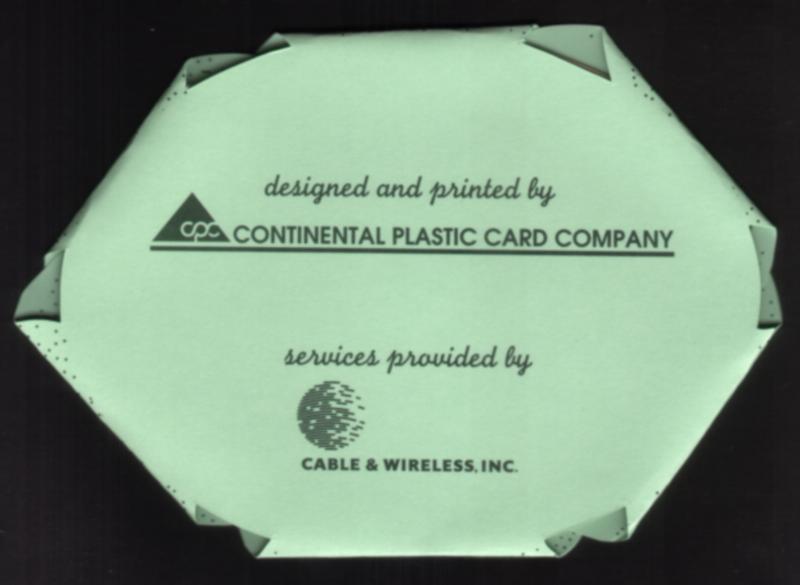 designed and printed by
cpc CONTINENTAL PLASTIC CARD COMPANY
services provided by
CABLE & WIRELESS, INC.